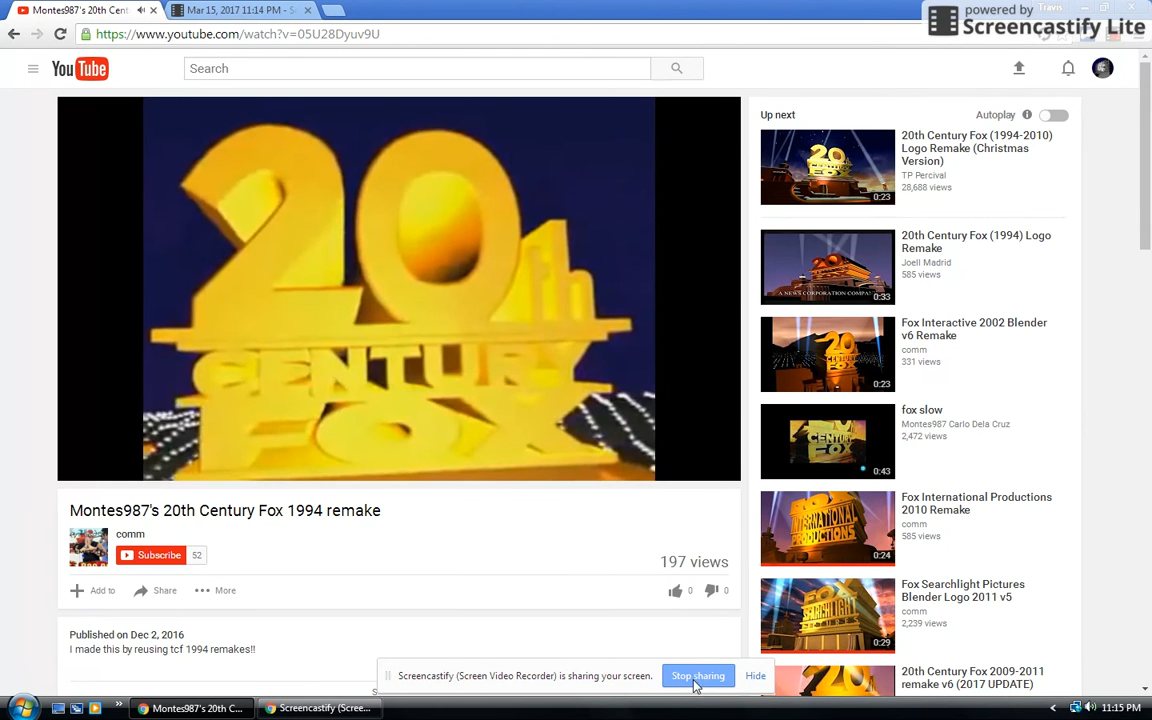 Montes987's 20th Cent
Mar 15, 2017 11:14 PM - S
Travis
powered by
Screencastify Lite
https://www.youtube.com/watch?v=05U28Dyuv9U
YouTube
Search
20th
CENTURY
FOX
Up next
Autoplay
20th Century Fox (1994-2010)
Logo Remake (Christmas
Version)
TP Percival
28,688 views
0:23
20th Century Fox (1994) Logo
Remake
Joell Madrid
585 views
A NEWS CORPORATION COMPANY
0:33
Fox Interactive 2002 Blender
v6 Remake
comm
331 views
0:23
fox slow
Montes987 Carlo Dela Cruz
2,472 views
0:43
Fox International Productions
2010 Remake
comm
585 views
0:24
Fox Searchlight Pictures
Blender Logo 2011 v5
comm
2,239 views
0:29
20th Century Fox 2009-2011
remake v6 (2017 UPDATE)
Montes987's 20th Century Fox 1994 remake
comm
Subscribe 52
197 views
Add to Share More 0 0
Published on Dec 2, 2016
I made this by reusing tcf 1994 remakes!!
Screencastify (Screen Video Recorder) is sharing your screen. Stop sharing Hide
Montes987's 20th C...
Screencastify (Scree...
11:15 PM